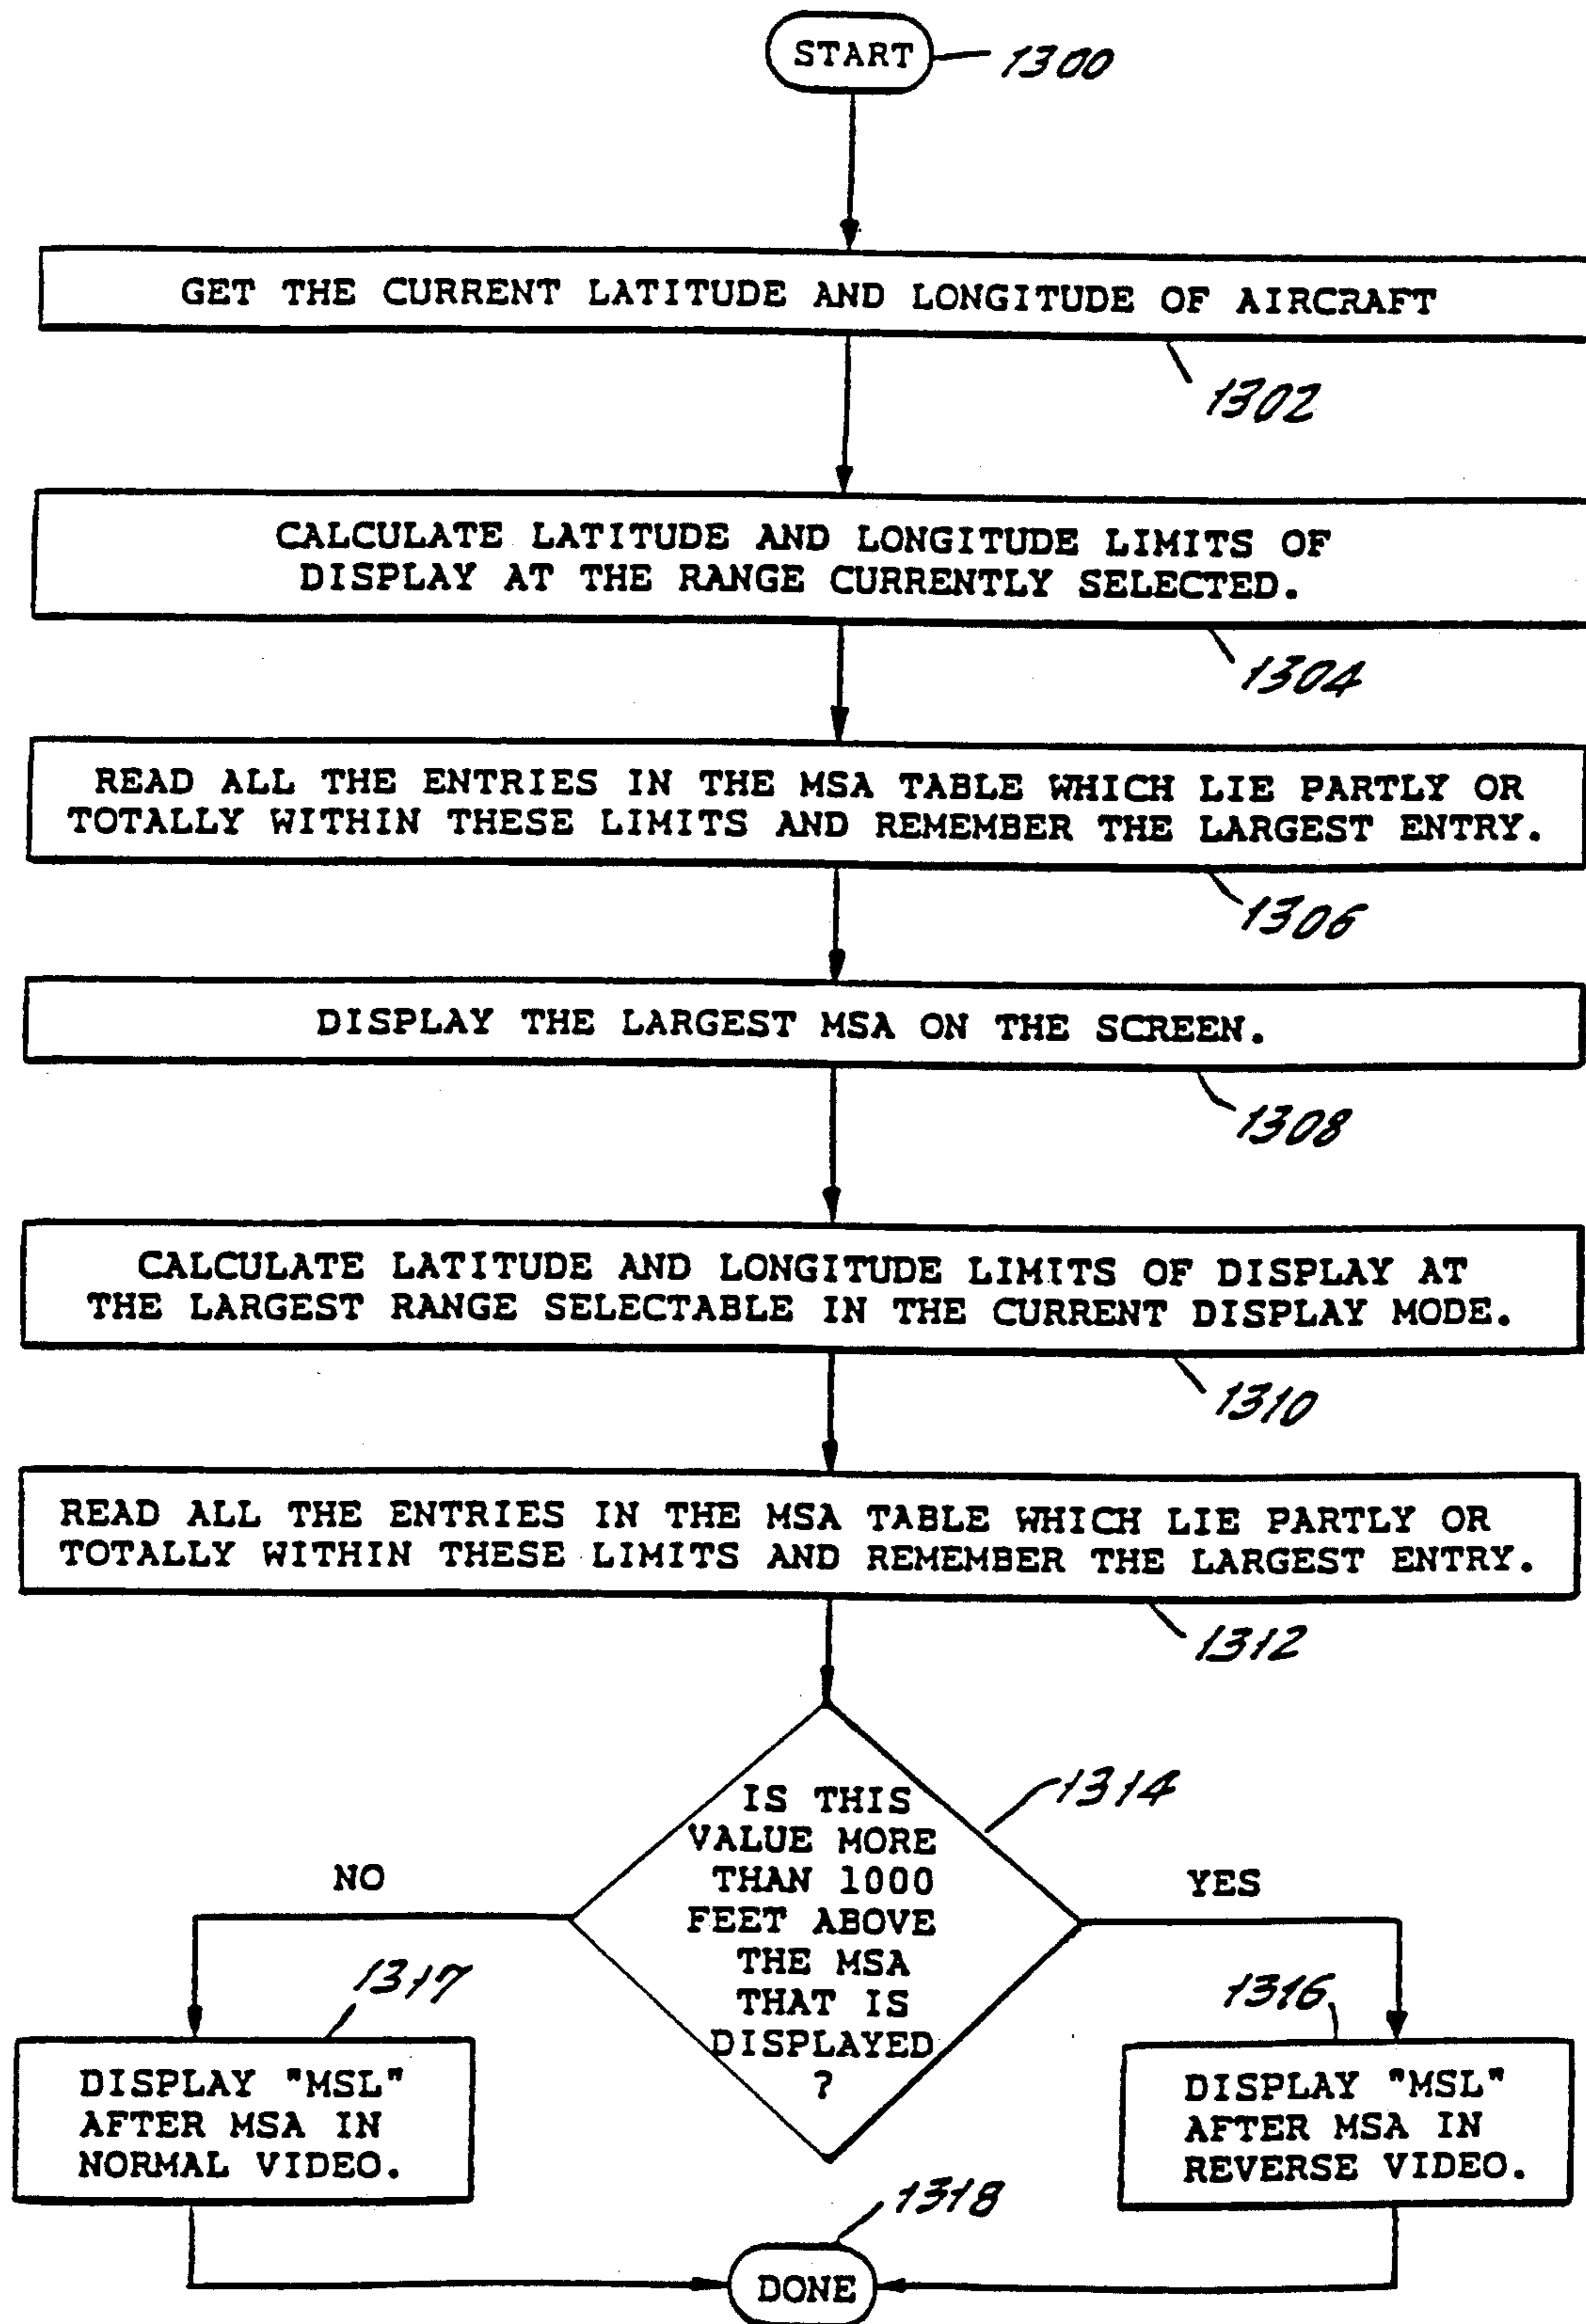 START
1300
GET THE CURRENT LATITUDE AND LONGITUDE OF AIRCRAFT
1302
CALCULATE LATITUDE AND LONGITUDE LIMITS OF
DISPLAY AT THE RANGE CURRENTLY SELECTED.
1304
READ ALL THE ENTRIES IN THE MSA TABLE WHICH LIE PARTLY OR
TOTALLY WITHIN THESE LIMITS AND REMEMBER THE LARGEST ENTRY.
1306
DISPLAY THE LARGEST MSA ON THE SCREEN.
1308
CALCULATE LATITUDE AND LONGITUDE LIMITS OF DISPLAY AT
THE LARGEST RANGE SELECTABLE IN THE CURRENT DISPLAY MODE.
1310
READ ALL THE ENTRIES IN THE MSA TABLE WHICH LIE PARTLY OR
TOTALLY WITHIN THESE LIMITS AND REMEMBER THE LARGEST ENTRY.
1312
IS THIS
VALUE MORE
THAN 1000
FEET ABOVE
THE MSA
THAT IS
DISPLAYED
?
1314
NO
YES
1317
DISPLAY "MSL"
AFTER MSA IN
NORMAL VIDEO.
1316
DISPLAY "MSL"
AFTER MSA IN
REVERSE VIDEO.
1318
DONE